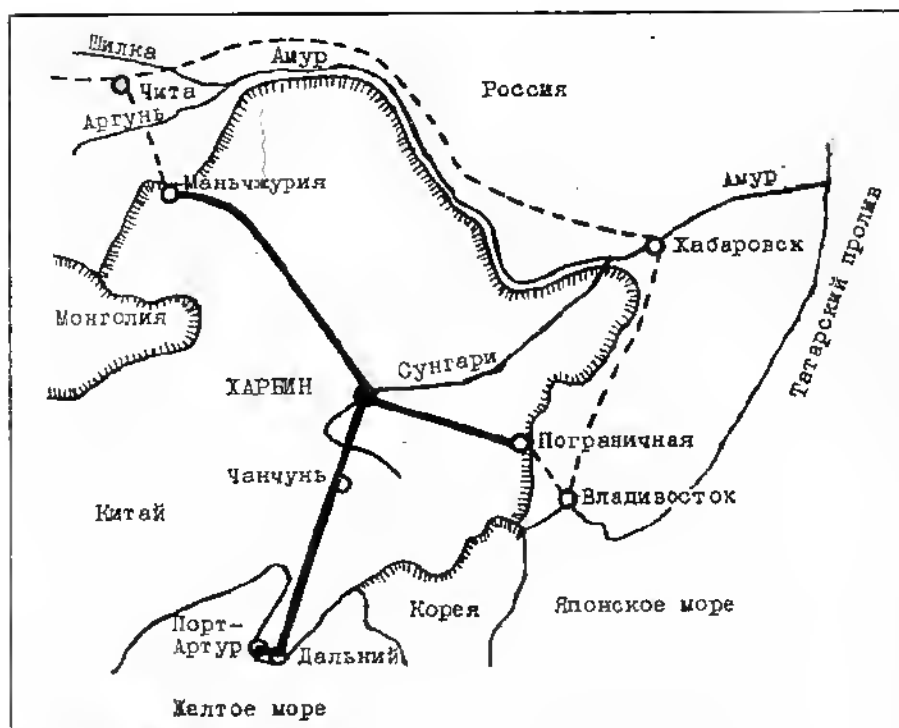 Шилка
Амур
Россия
Чита
Аргунь
Маньчжурия
Амур
Хабаровск
Татарский пролив
Монголия
Сунгари
ХАРБИН
Пограничная
Чанчунь
Владивосток
Китай
Корея
Японское море
Порт-
Артур
Дальний
Желтое море